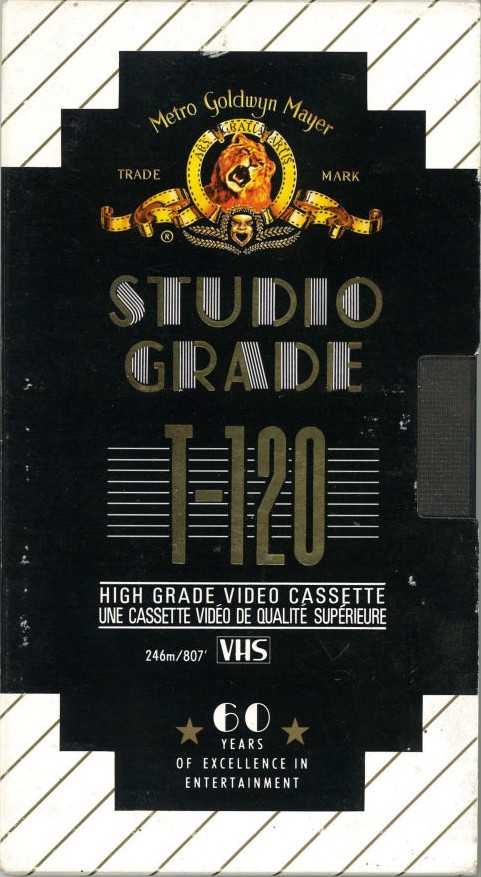 Metro Goldwyn Mayer
ARS GRATIA ARTIS
TRADE MARK
®
STUDIO
GRADE
T-120
HIGH GRADE VIDEO CASSETTE
UNE CASSETTE VIDÉO DE QUALITÉ SUPÉRIEURE
246m/807' VHS
60
YEARS
OF EXCELLENCE IN
ENTERTAINMENT